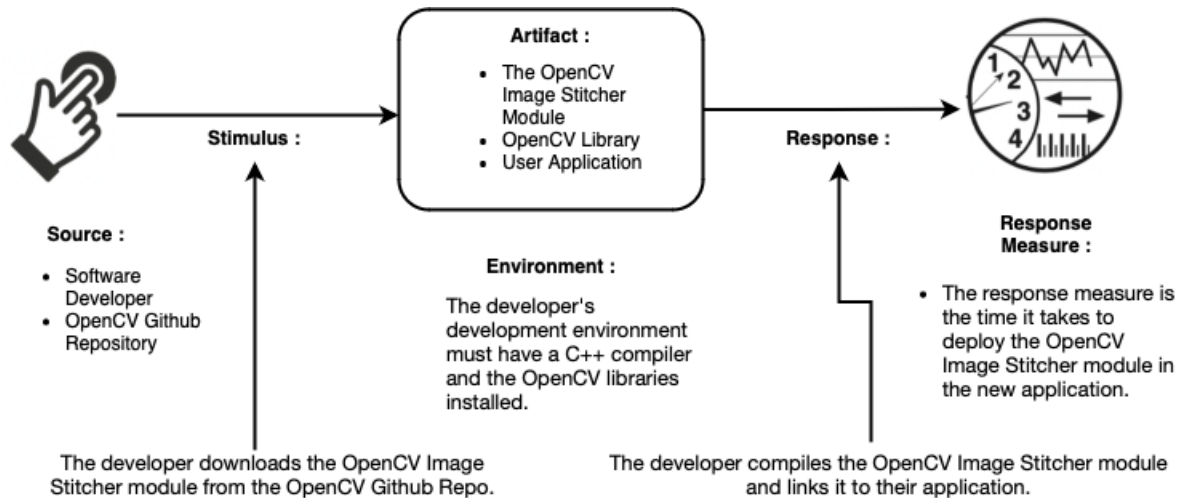 Artifact :
• The OpenCV
Image Stitcher
Module
• OpenCV Library
• User Application
Stimulus :
Response :
1
2
3
4
Source :
• Software
Developer
• OpenCV Github
Repository
Environment :
The developer's
development environment
must have a C++ compiler
and the OpenCV libraries
installed.
Response
Measure :
• The response measure is
the time it takes to
deploy the OpenCV
Image Stitcher module in
the new application.
The developer downloads the OpenCV Image
Stitcher module from the OpenCV Github Repo.
The developer compiles the OpenCV Image Stitcher module
and links it to their application.